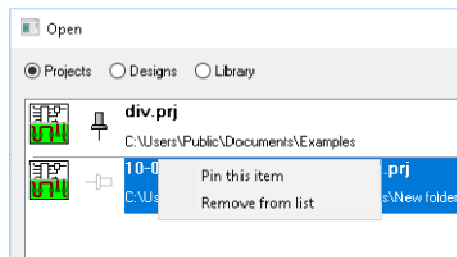 Open
Projects Designs Library
div.prj
C:\Users\Public\Documents\Examples
10-0 .prj
C:\Us s\New folder
Pin this item
Remove from list